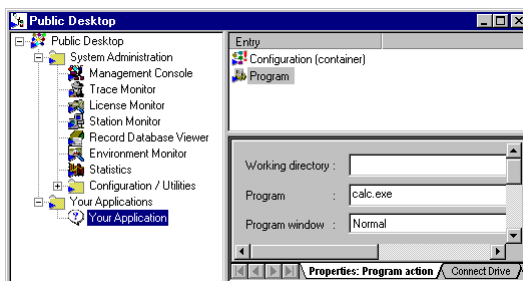 Public Desktop
Public Desktop
System Administration
Management Console
Trace Monitor
License Monitor
Station Monitor
Record Database Viewer
Environment Monitor
Statistics
Configuration / Utilities
Your Applications
Your Application
Entry
Configuration (container)
Program
Working directory :
Program : calc.exe
Program window : Normal
Properties: Program action
Connect Drive